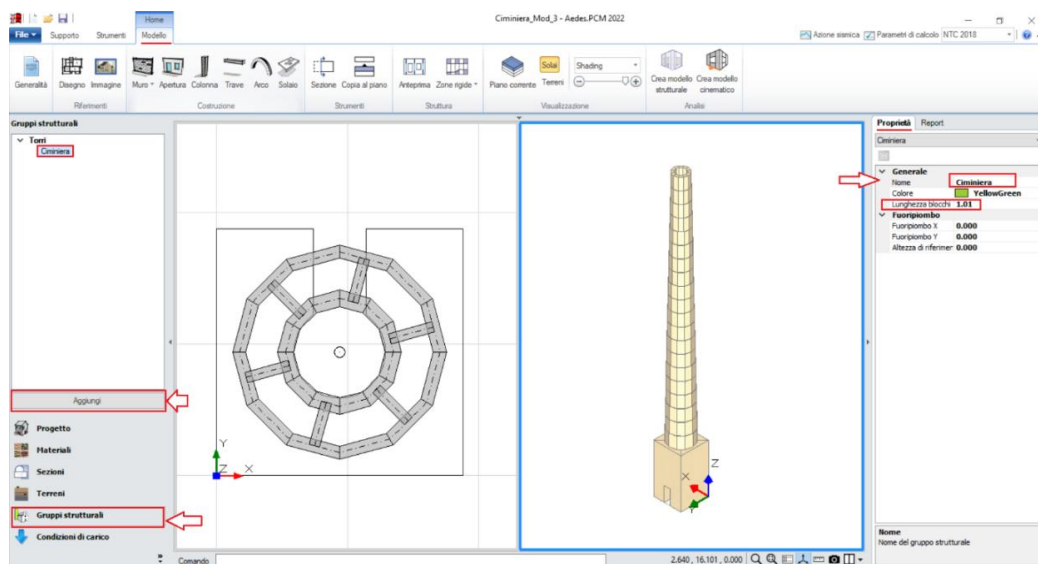 Ciminiera_Mod_3 - Aedes.PCM 2022
Home
File Supporto Strumenti Modello
Azione sismica Parametri di calcolo NTC 2018
Generalità Disegno Immagine Muro Apertura Colonna Trave Arco Solaio Sezione Copia al piano Anteprima Zone rigide Piano corrente Solai Terreni Shading Crea modello strutturale Crea modello cinematico
Riferimenti Costruzione Strumenti Struttura Visualizzazione Analisi
Gruppi strutturali
Torri
Ciminiera
Aggiungi
Progetto
Materiali
Sezioni
Terreni
Gruppi strutturali
Condizioni di carico
Y
Z X
Z
X
Y
Comando
2.640 , 16.101 , 0.000
Proprietà Report
Ciminiera
Generale
Nome Ciminiera
Colore YellowGreen
Lunghezza blocchi 1.01
Fuoripiombo
Fuoripiombo X 0.000
Fuoripiombo Y 0.000
Altezza di riferimer 0.000
Nome
Nome del gruppo strutturale